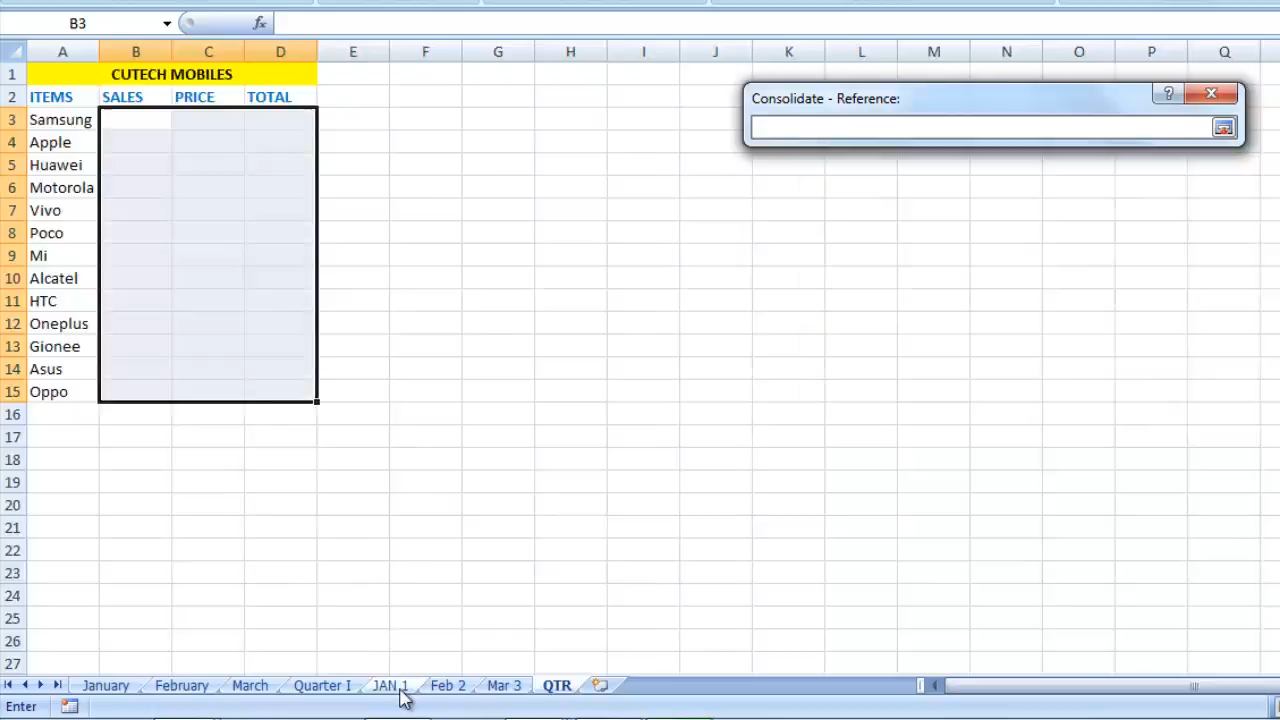 B3 fx
Consolidate - Reference:
A B C D E F G H I J K L M N O P Q
1 CUTECH MOBILES
2 ITEMS SALES PRICE TOTAL
3 Samsung
4 Apple
5 Huawei
6 Motorola
7 Vivo
8 Poco
9 Mi
10 Alcatel
11 HTC
12 Oneplus
13 Gionee
14 Asus
15 Oppo
16
17
18
19
20
21
22
23
24
25
26
27
January February March Quarter I JAN 1 Feb 2 Mar 3 QTR
Enter